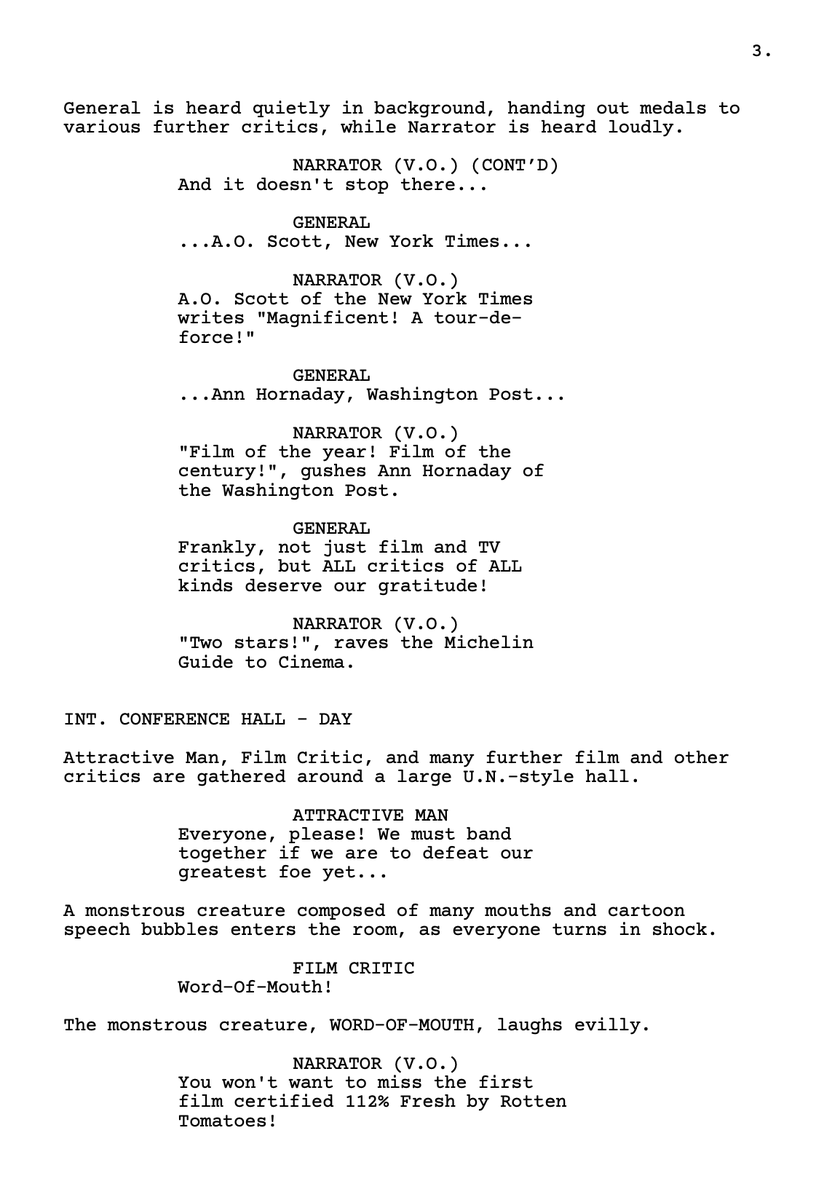 3.
General is heard quietly in background, handing out medals to
various further critics, while Narrator is heard loudly.
NARRATOR (V.O.) (CONT’D)
And it doesn't stop there...
GENERAL
...A.O. Scott, New York Times...
NARRATOR (V.O.)
A.O. Scott of the New York Times
writes "Magnificent! A tour-de-
force!"
GENERAL
...Ann Hornaday, Washington Post...
NARRATOR (V.O.)
"Film of the year! Film of the
century!", gushes Ann Hornaday of
the Washington Post.
GENERAL
Frankly, not just film and TV
critics, but ALL critics of ALL
kinds deserve our gratitude!
NARRATOR (V.O.)
"Two stars!", raves the Michelin
Guide to Cinema.
INT. CONFERENCE HALL - DAY
Attractive Man, Film Critic, and many further film and other
critics are gathered around a large U.N.-style hall.
ATTRACTIVE MAN
Everyone, please! We must band
together if we are to defeat our
greatest foe yet...
A monstrous creature composed of many mouths and cartoon
speech bubbles enters the room, as everyone turns in shock.
FILM CRITIC
Word-Of-Mouth!
The monstrous creature, WORD-OF-MOUTH, laughs evilly.
NARRATOR (V.O.)
You won't want to miss the first
film certified 112% Fresh by Rotten
Tomatoes!